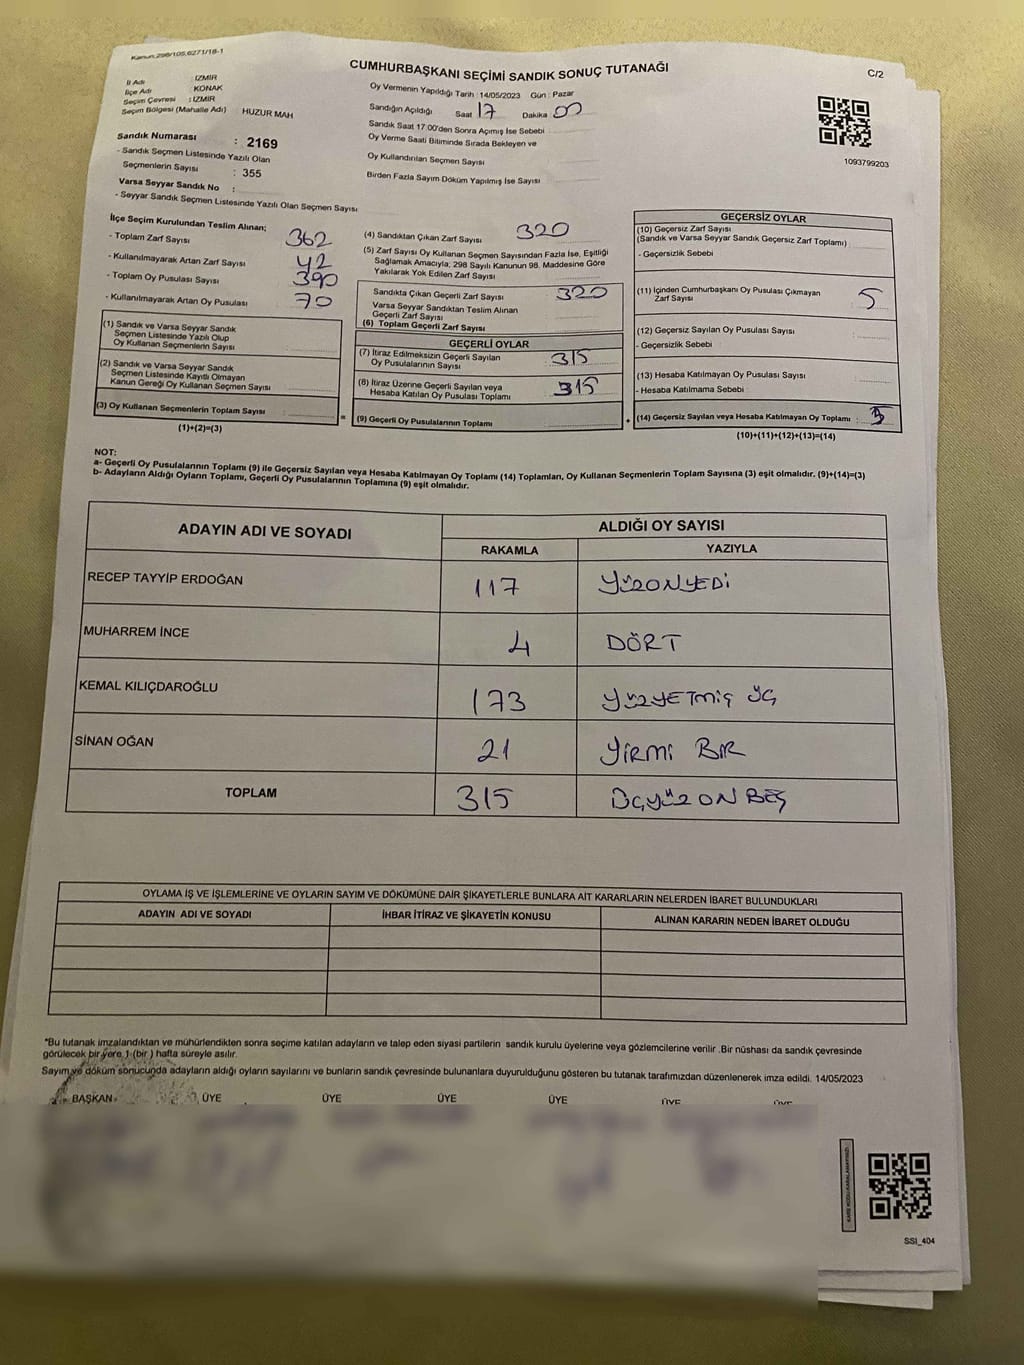 Kanun:298/105,6271/18-1
CUMHURBAŞKANI SEÇİMİ SANDIK SONUÇ TUTANAĞI
C/2
İl Adı : İZMİR
İlçe Adı : KONAK
Seçim Çevresi : İZMİR
Seçim Bölgesi (Mahalle Adı) HUZUR MAH
Sandık Numarası : 2169
- Sandık Seçmen Listesinde Yazılı Olan
Seçmenlerin Sayısı : 355
Varsa Seyyar Sandık No :
- Seyyar Sandık Seçmen Listesinde Yazılı Olan Seçmen Sayısı
Oy Vermenin Yapıldığı Tarih :14/05/2023 Gün : Pazar
Sandığın Açıldığı Saat 17 Dakika 00
Sandık Saat 17.00'den Sonra Açımış İse Sebebi
Oy Verme Saati Bitiminde Sırada Bekleyen ve
Oy Kullandırılan Seçmen Sayısı
Birden Fazla Sayım Döküm Yapılmış İse Sayısı
1093799203
İlçe Seçim Kurulundan Teslim Alınan;
- Toplam Zarf Sayısı 362
- Kullanılmayarak Artan Zarf Sayısı 42
- Toplam Oy Pusulası Sayısı 390
- Kullanılmayarak Artan Oy Pusulası 70
(1) Sandık ve Varsa Seyyar Sandık
Seçmen Listesinde Yazılı Olup
Oy Kullanan Seçmenlerin Sayısı
(2) Sandık ve Varsa Seyyar Sandık
Seçmen Listesinde Kayıtlı Olmayan
Kanun Gereği Oy Kullanan Seçmen Sayısı
(3) Oy Kullanan Seçmenlerin Toplam Sayısı
(1)+(2)=(3)
=
(4) Sandıktan Çıkan Zarf Sayısı 320
(5) Zarf Sayısı Oy Kullanan Seçmen Sayısından Fazla İse, Eşitliği
Sağlamak Amacıyla, 298 Sayılı Kanunun 98. Maddesine Göre
Yakılarak Yok Edilen Zarf Sayısı
Sandıkta Çıkan Geçerli Zarf Sayısı 320
Varsa Seyyar Sandıktan Teslim Alınan
Geçerli Zarf Sayısı
(6) Toplam Geçerli Zarf Sayısı
GEÇERLİ OYLAR
(7) İtiraz Edilmeksizin Geçerli Sayılan
Oy Pusulalarının Sayısı 315
(8) İtiraz Üzerine Geçerli Sayılan veya
Hesaba Katılan Oy Pusulası Toplamı 315
(9) Geçerli Oy Pusulalarının Toplamı
+
GEÇERSİZ OYLAR
(10) Geçersiz Zarf Sayısı
(Sandık ve Varsa Seyyar Sandık Geçersiz Zarf Toplamı)
- Geçersizlik Sebebi
(11) İçinden Cumhurbaşkanı Oy Pusulası Çıkmayan
Zarf Sayısı 5
(12) Geçersiz Sayılan Oy Pusulası Sayısı
- Geçersizlik Sebebi
(13) Hesaba Katılmayan Oy Pusulası Sayısı
- Hesaba Katılmama Sebebi
(14) Geçersiz Sayılan veya Hesaba Katılmayan Oy Toplamı : 5
(10)+(11)+(12)+(13)=(14)
NOT:
a- Geçerli Oy Pusulalarının Toplamı (9) ile Geçersiz Sayılan veya Hesaba Katılmayan Oy Toplamı (14) Toplamları, Oy Kullanan Seçmenlerin Toplam Sayısına (3) eşit olmalıdır. (9)+(14)=(3)
b- Adayların Aldığı Oyların Toplamı, Geçerli Oy Pusulalarının Toplamına (9) eşit olmalıdır.
ADAYIN ADI VE SOYADI ALDIĞI OY SAYISI
RAKAMLA YAZIYLA
RECEP TAYYİP ERDOĞAN 117 YÜZONYEDİ
MUHARREM İNCE 4 DÖRT
KEMAL KILIÇDAROĞLU 173 YÜZYETMİŞ ÜÇ
SİNAN OĞAN 21 YİRMİ BİR
TOPLAM 315 ÜÇYÜZ ON BEŞ
OYLAMA İŞ VE İŞLEMLERİNE VE OYLARIN SAYIM VE DÖKÜMÜNE DAİR ŞİKAYETLERLE BUNLARA AİT KARARLARIN NELERDEN İBARET BULUNDUKLARI
ADAYIN ADI VE SOYADI İHBAR İTİRAZ VE ŞİKAYETİN KONUSU ALINAN KARARIN NEDEN İBARET OLDUĞU
*Bu tutanak imzalandıktan ve mühürlendikten sonra seçime katılan adayların ve talep eden siyasi partilerin sandık kurulu üyelerine veya gözlemcilerine verilir .Bir nüshası da sandık çevresinde
görülecek bir yere 1 (bir ) hafta süreyle asılır.
Sayım ve döküm sonucunda adayların aldığı oyların sayılarını ve bunların sandık çevresinde bulunanlara duyurulduğunu gösteren bu tutanak tarafımızdan düzenlenerek imza edildi. 14/05/2023
BAŞKAN ÜYE ÜYE ÜYE ÜYE ÜYE ÜYE
SSI_404